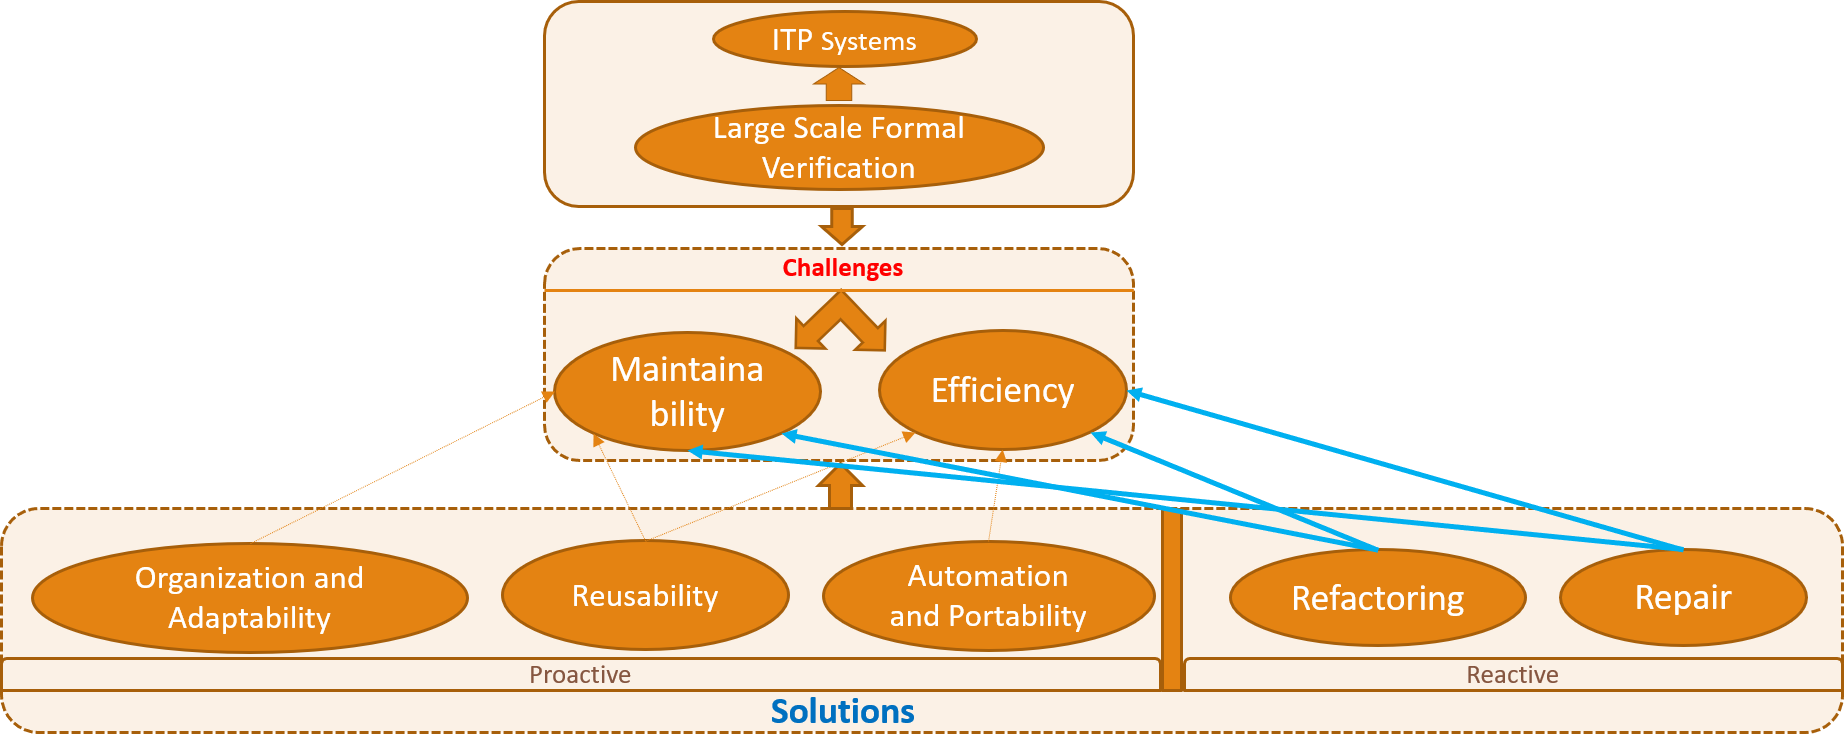 ITP Systems
Large Scale Formal
Verification
Challenges
Maintaina
bility
Efficiency
Organization and
Adaptability
Reusability
Automation
and Portability
Refactoring
Repair
Proactive
Reactive
Solutions